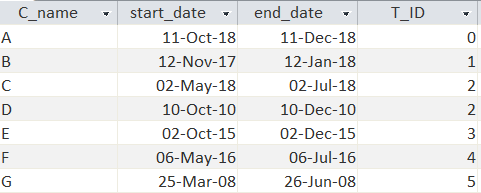 C_name start_date end_date T_ID
A 11-Oct-18 11-Dec-18 0
B 12-Nov-17 12-Jan-18 1
C 02-May-18 02-Jul-18 2
D 10-Oct-10 10-Dec-10 2
E 02-Oct-15 02-Dec-15 3
F 06-May-16 06-Jul-16 4
G 25-Mar-08 26-Jun-08 5